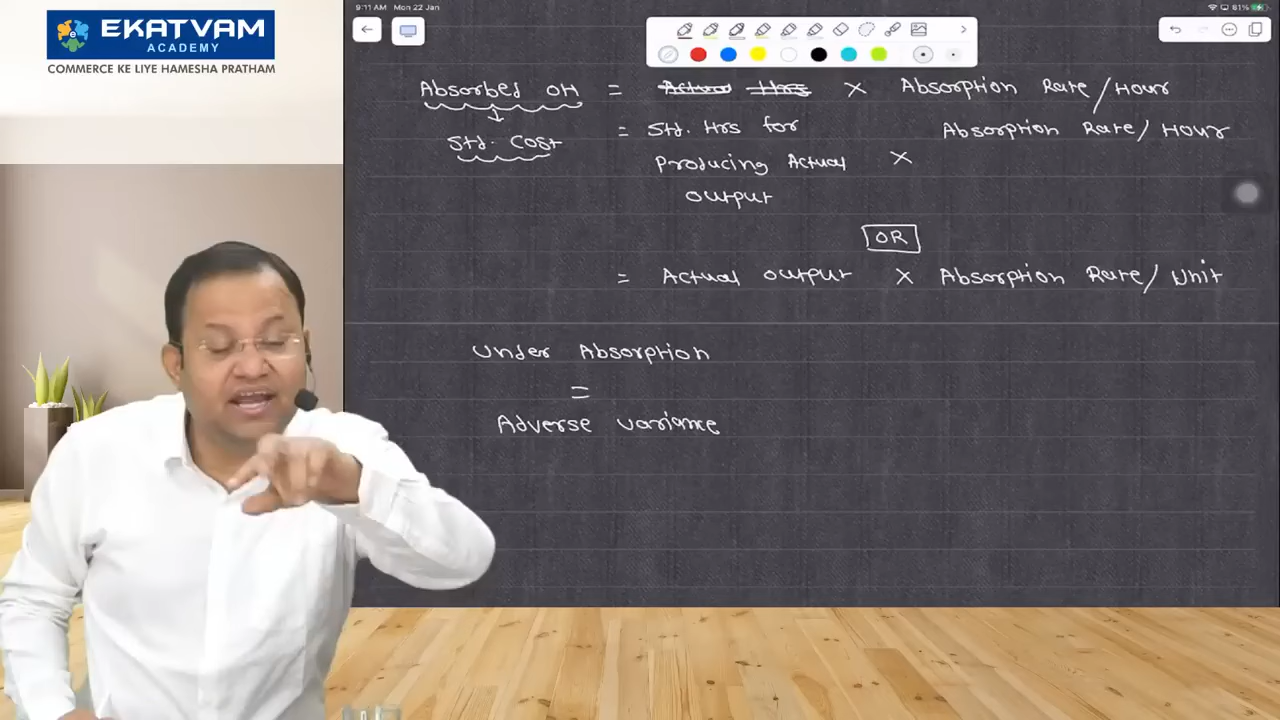 EKATVAM
ACADEMY
COMMERCE KE LIYE HAMESHA PRATHAM
9:11 AM Mon 22 Jan
81%
Absorbed OH = Actual Hrs × Absorption Rate/Hour
Std. Cost = Std. Hrs for Absorption Rate/Hour
Producing Actual ×
output
OR
= Actual output × Absorption Rate/Unit
Under Absorption
=
Adverse variance